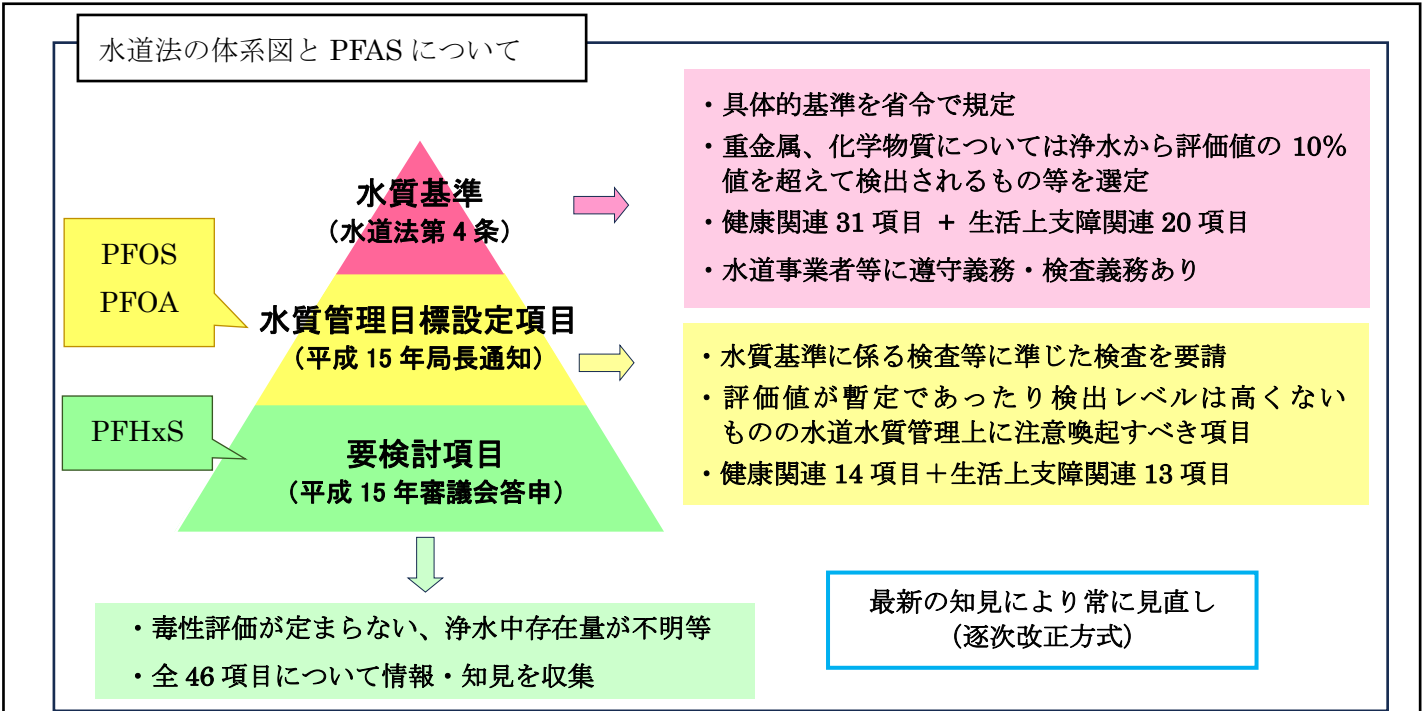 水道法の体系図と PFAS について
水質基準
(水道法第 4 条)
・具体的基準を省令で規定
・重金属、化学物質については浄水から評価値の 10%
値を超えて検出されるもの等を選定
・健康関連 31 項目 + 生活上支障関連 20 項目
・水道事業者等に遵守義務・検査義務あり
PFOS
PFOA
水質管理目標設定項目
(平成 15 年局長通知)
・水質基準に係る検査等に準じた検査を要請
・評価値が暫定であったり検出レベルは高くない
ものの水道水質管理上に注意喚起すべき項目
・健康関連 14 項目＋生活上支障関連 13 項目
PFHxS
要検討項目
(平成 15 年審議会答申)
・毒性評価が定まらない、浄水中存在量が不明等
・全 46 項目について情報・知見を収集
最新の知見により常に見直し
(逐次改正方式)